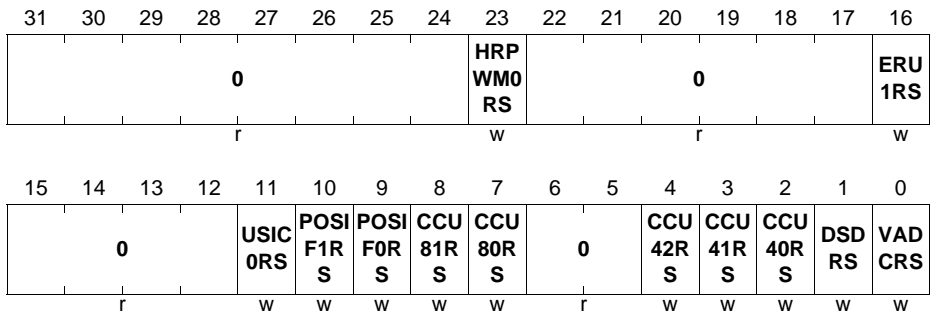 31 30 29 28 27 26 25 24 23 22 21 20 19 18 17 16
0 HRP WM0 RS 0 ERU 1RS
r w r w
15 14 13 12 11 10 9 8 7 6 5 4 3 2 1 0
0 USIC 0RS POSI F1R S POSI F0R S CCU 81R S CCU 80R S 0 CCU 42R S CCU 41R S CCU 40R S DSD RS VAD CRS
r w w w w w r w w w w w